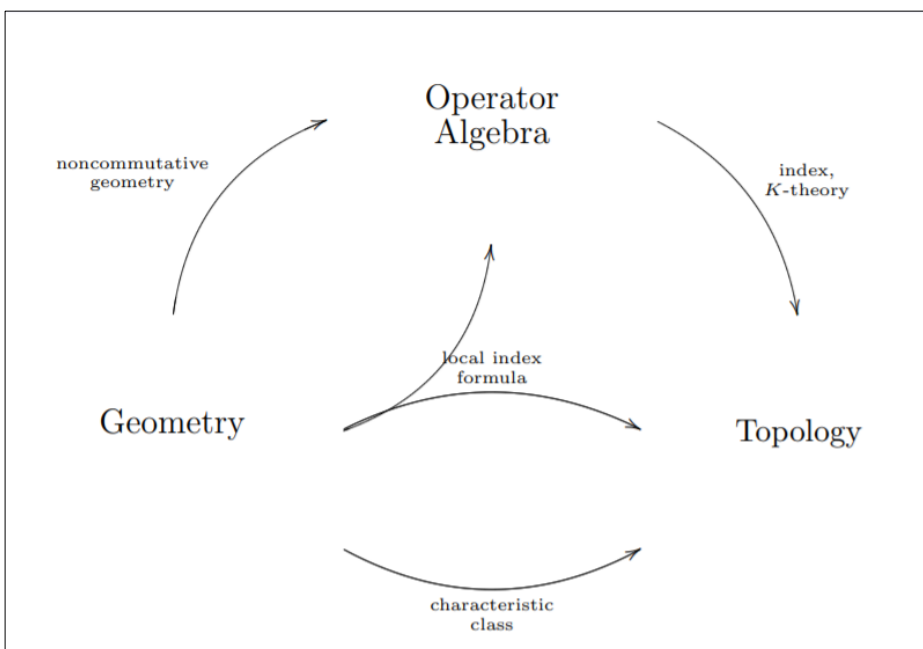 Operator
Algebra
noncommutative
geometry
index,
K-theory
local index
formula
Geometry
Topology
characteristic
class